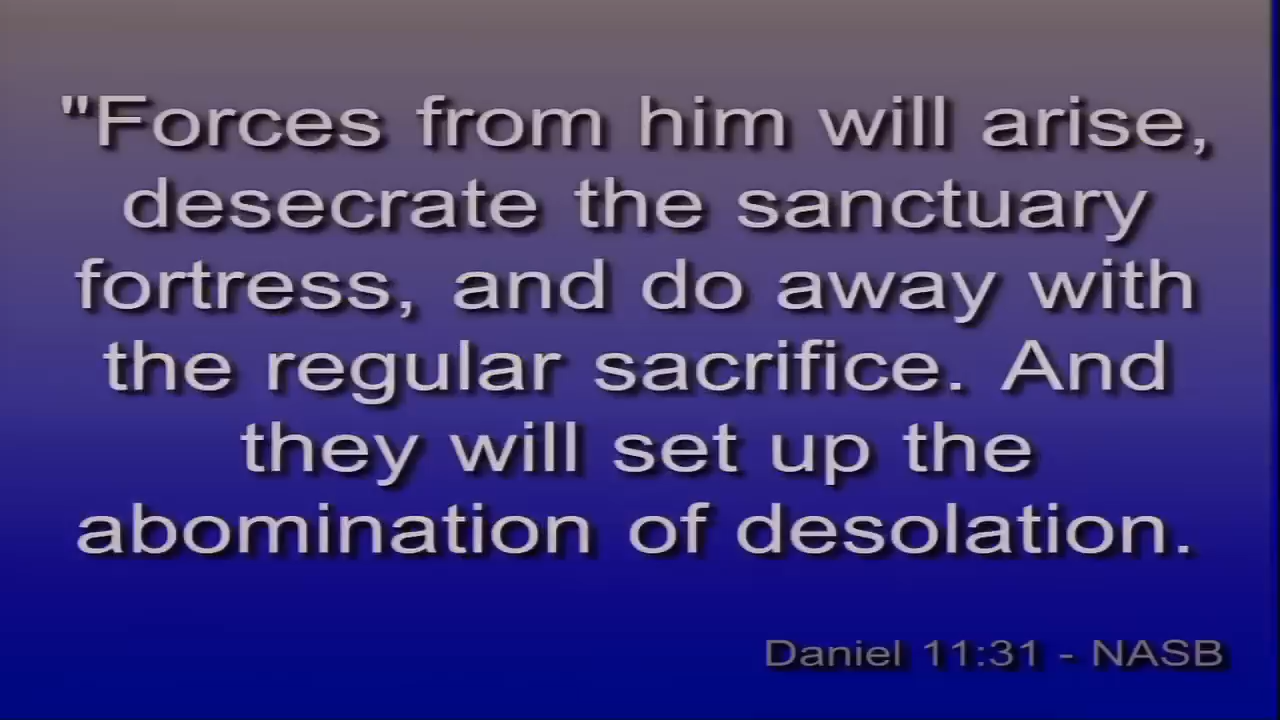 "Forces from him will arise,
desecrate the sanctuary
fortress, and do away with
the regular sacrifice. And
they will set up the
abomination of desolation.
Daniel 11:31 - NASB